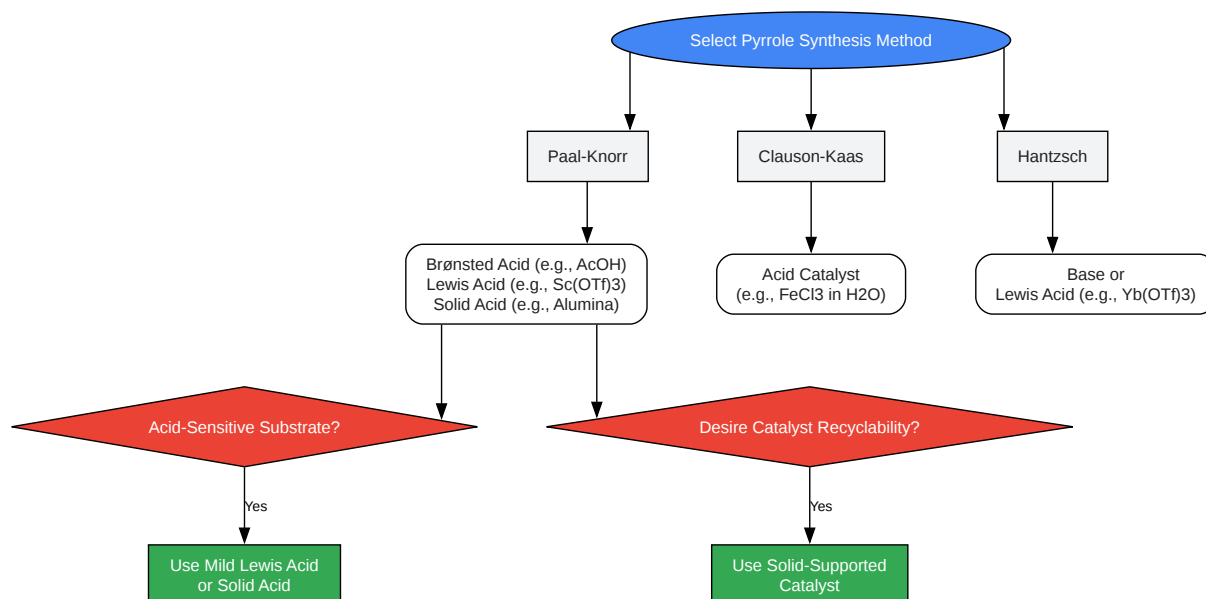 Select Pyrrole Synthesis Method
Paal-Knorr
Clauson-Kaas
Hantzsch
Brønsted Acid (e.g., AcOH)
Lewis Acid (e.g., Sc(OTf)3)
Solid Acid (e.g., Alumina)
Acid Catalyst
(e.g., FeCl3 in H2O)
Base or
Lewis Acid (e.g., Yb(OTf)3)
Acid-Sensitive Substrate?
Desire Catalyst Recyclability?
Yes
Yes
Use Mild Lewis Acid
or Solid Acid
Use Solid-Supported
Catalyst